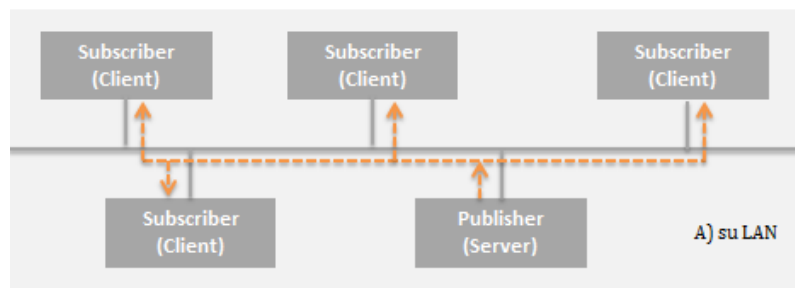 Subscriber
(Client)
Subscriber
(Client)
Subscriber
(Client)
Subscriber
(Client)
Publisher
(Server)
A) su LAN